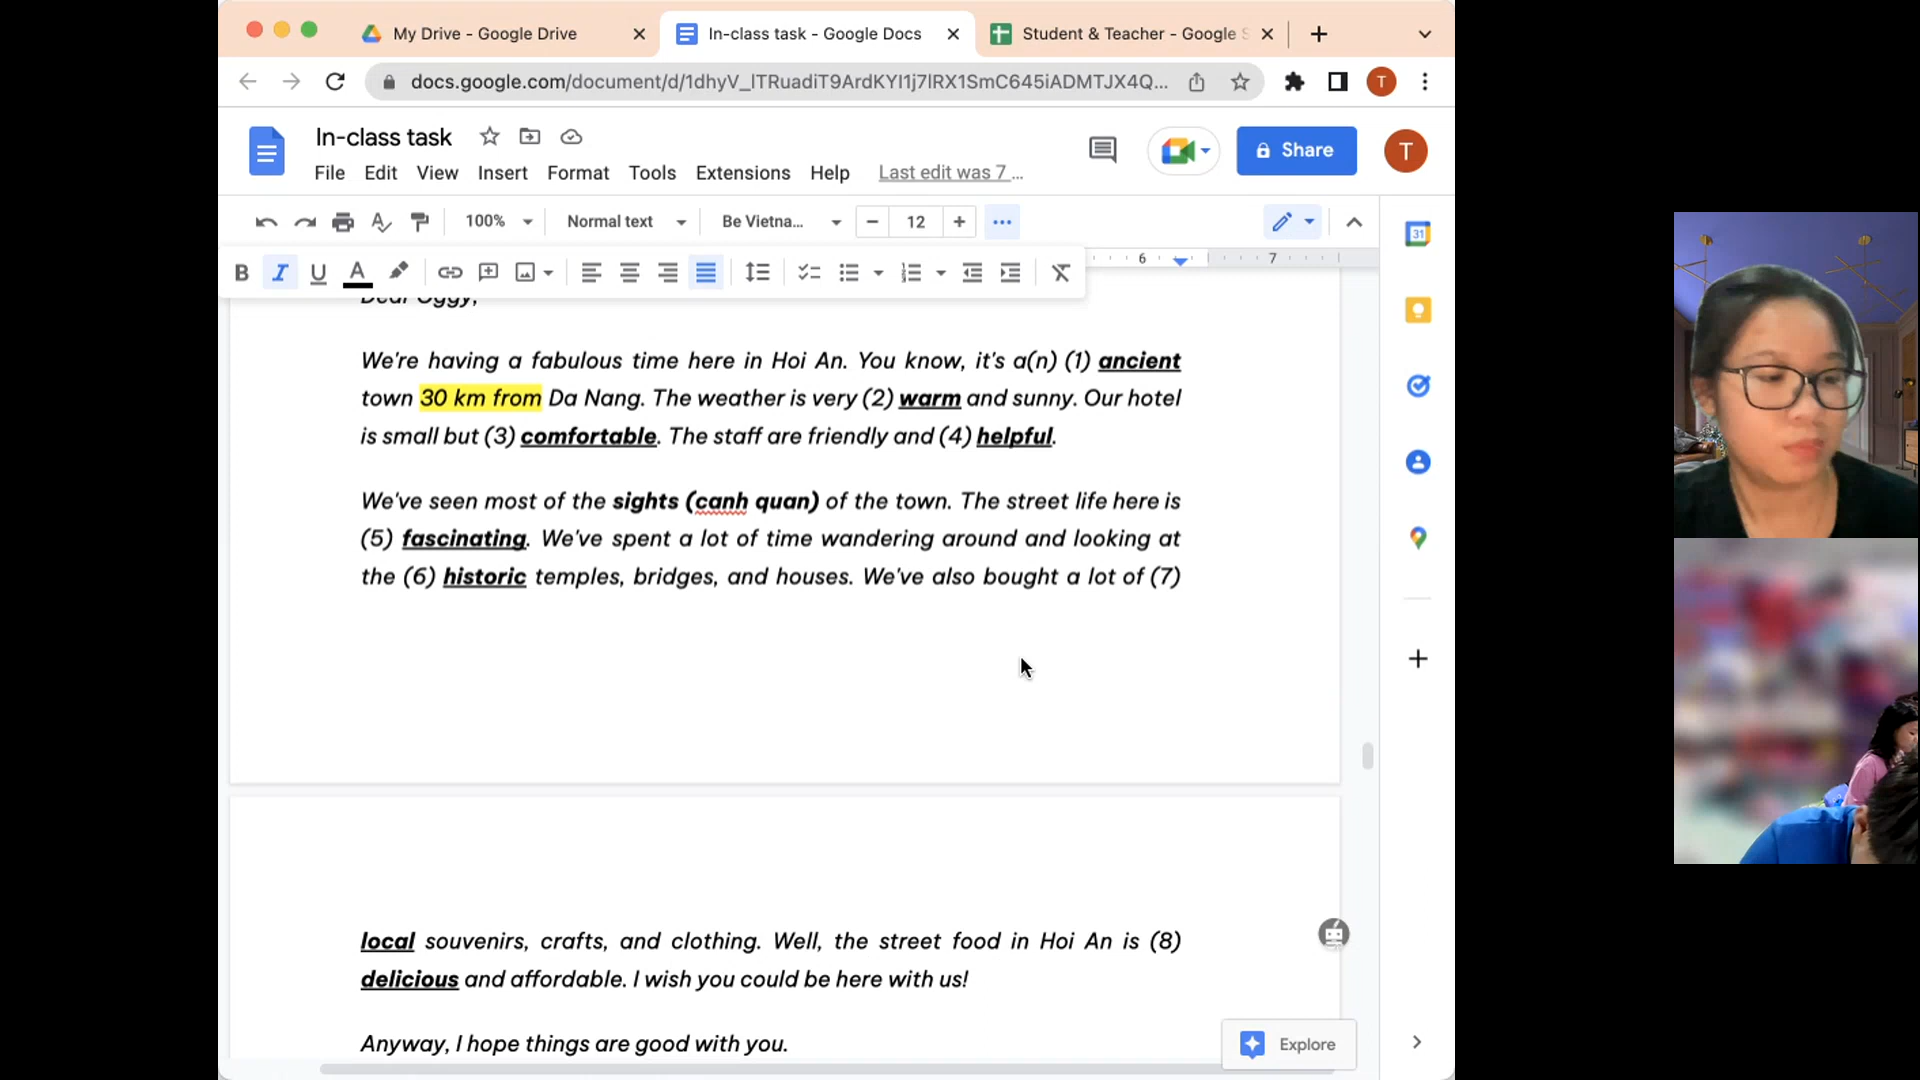 My Drive - Google Drive
In-class task - Google Docs
Student & Teacher - Google S
docs.google.com/document/d/1dhyV_lTRuadiT9ArdKYI1j7lRX1SmC645iADMTJX4Q...
T
In-class task
Share
T
File Edit View Insert Format Tools Extensions Help Last edit was 7 ...
100% Normal text Be Vietna... 12
31
B I U A
6 7
Dear Oggy,
We're having a fabulous time here in Hoi An. You know, it's a(n) (1) ancient
town 30 km from Da Nang. The weather is very (2) warm and sunny. Our hotel
is small but (3) comfortable. The staff are friendly and (4) helpful.
We've seen most of the sights (canh quan) of the town. The street life here is
(5) fascinating. We've spent a lot of time wandering around and looking at
the (6) historic temples, bridges, and houses. We've also bought a lot of (7)
local souvenirs, crafts, and clothing. Well, the street food in Hoi An is (8)
delicious and affordable. I wish you could be here with us!
Anyway, I hope things are good with you.
Explore